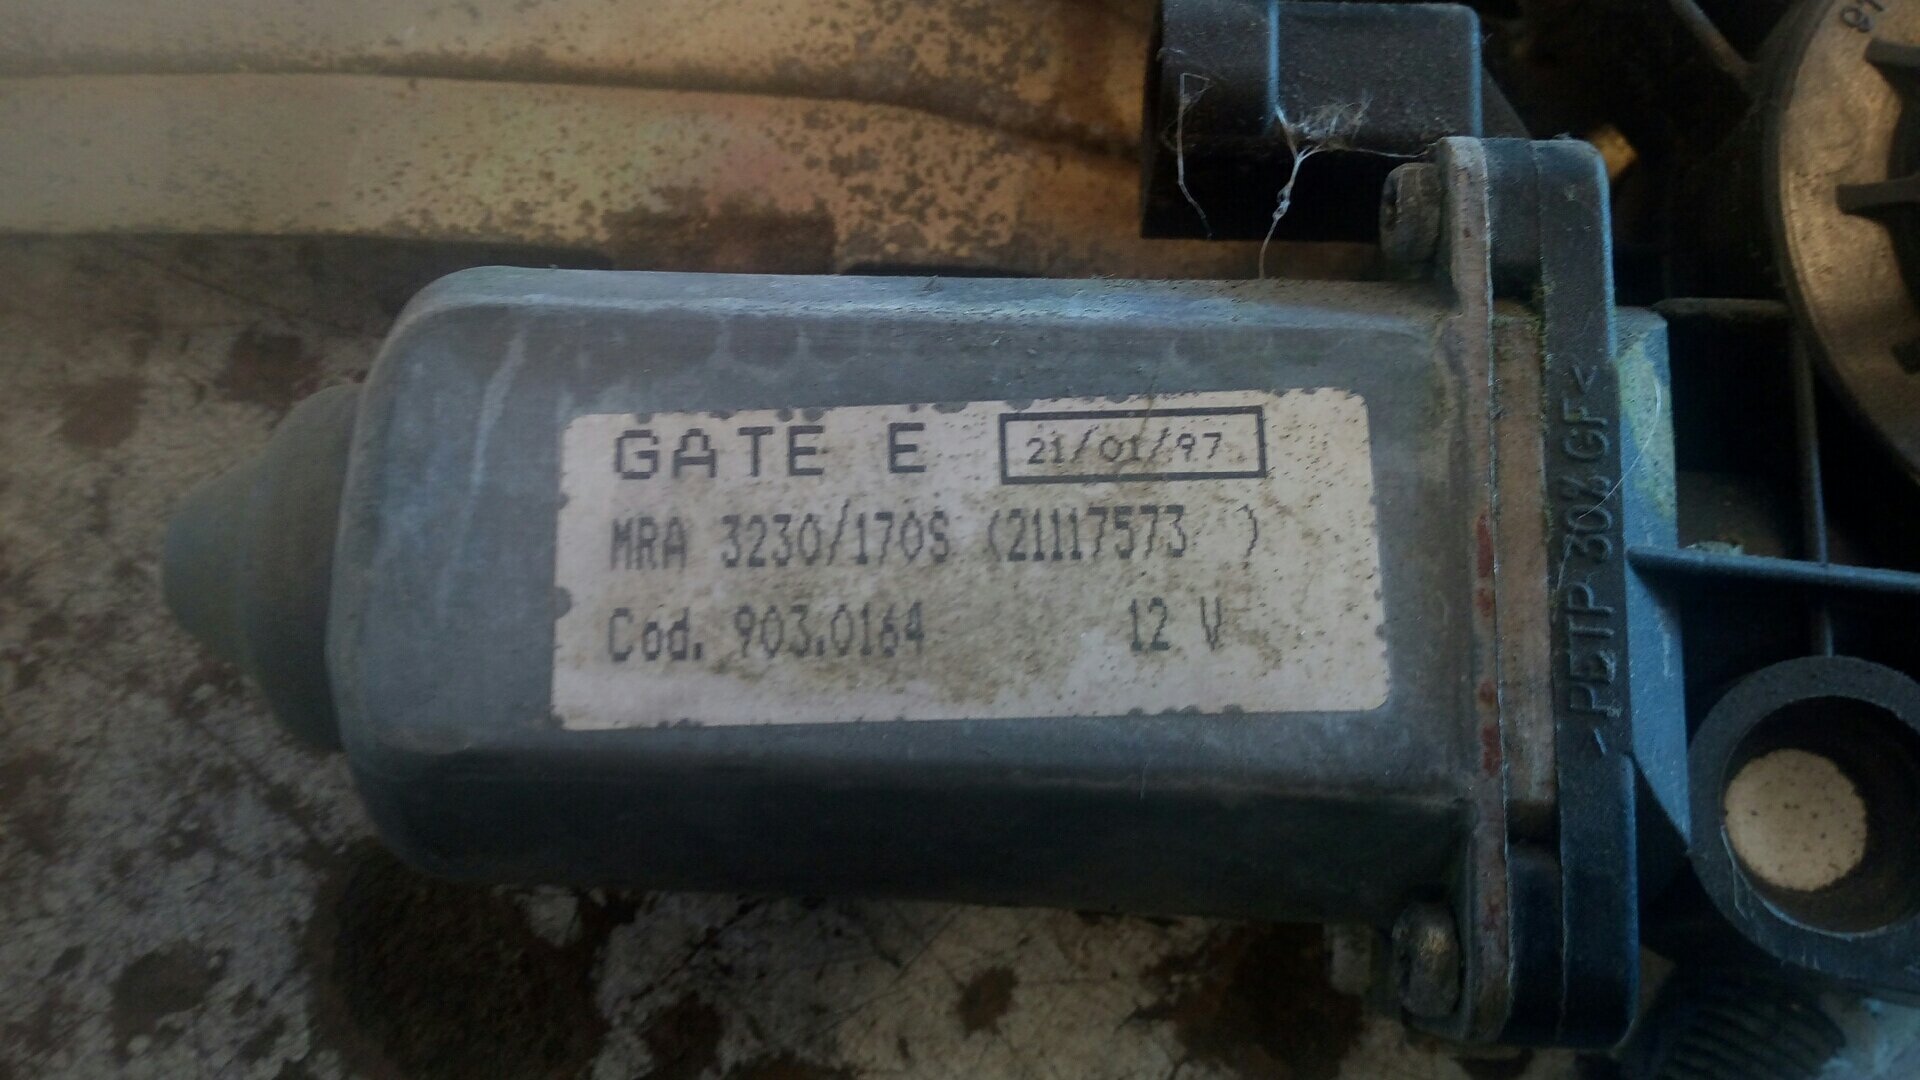 GATE E 21/01/97
MRA 3230/170S (21117573 )
Cod. 903.0164 12 V
>PETP 30% GF<